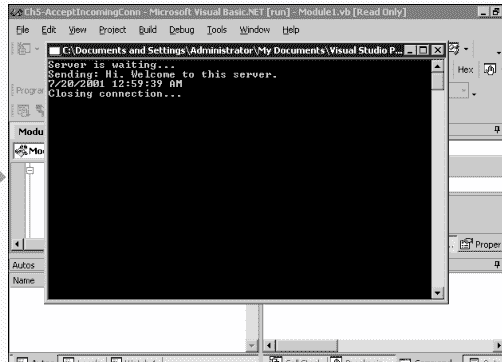 Ch5-AcceptIncomingConn - Microsoft Visual Basic.NET [run] - Module1.vb [Read Only]
File Edit View Project Build Debug Tools Window Help
C:\Documents and Settings\Administrator\My Documents\Visual Studio P...
Server is waiting...
Sending: Hi. Welcome to this server.
7/20/2001 12:59:39 AM
Closing connection...
Hex
Progra
Modu
Mo
Proper
Autos
Name